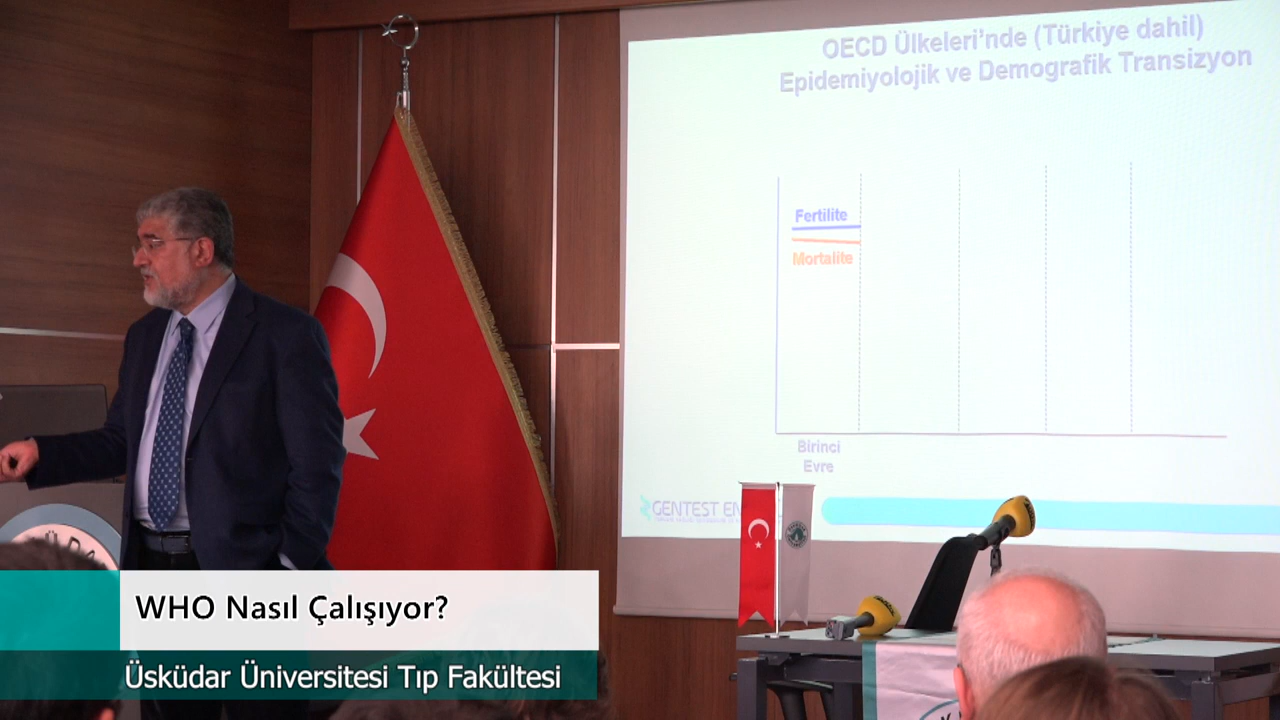 OECD Ülkeleri'nde (Türkiye dahil)
Epidemiyolojik ve Demografik Transizyon
Fertilite
Mortalite
Birinci
Evre
GENTEST
WHO Nasıl Çalışıyor?
Üsküdar Üniversitesi Tıp Fakültesi